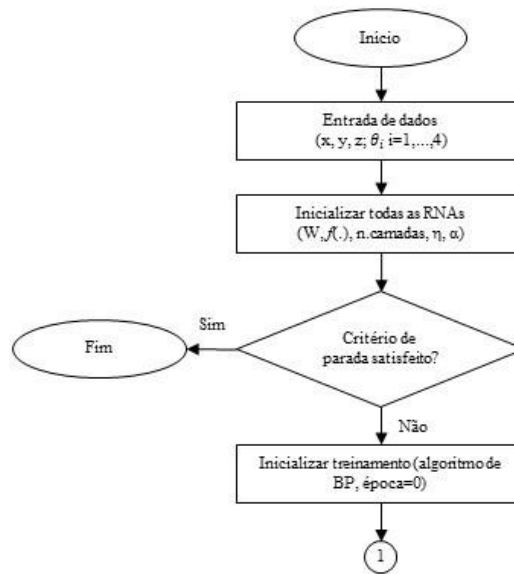 Início
Entrada de dados
(x, y, z; θᵢ i=1,...,4)
Inicializar todas as RNAs
(W, f(.), n.camadas, η, α)
Sim
Fim
Critério de
parada satisfeito?
Não
Inicializar treinamento (algoritmo de
BP, época=0)
1